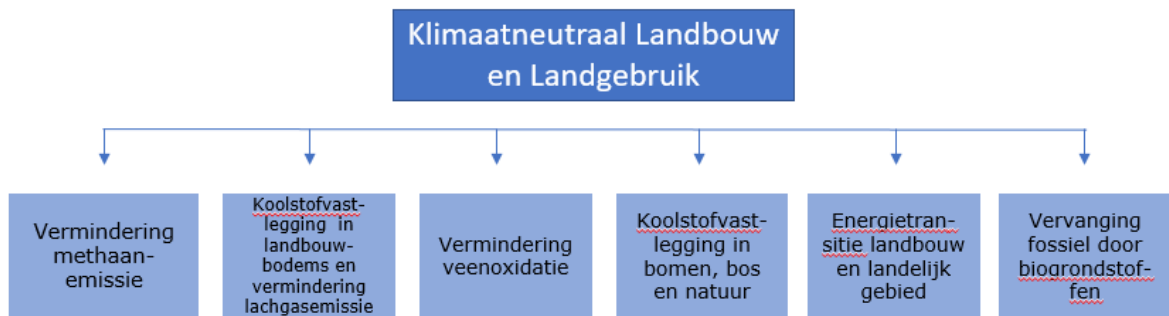 Klimaatneutraal Landbouw
en Landgebruik
Vermindering
methaan-
emissie
Koolstofvast-
legging in
landbouw-
bodems en
vermindering
lachgasemissie
Vermindering
veenoxidatie
Koolstofvast-
legging in
bomen, bos
en natuur
Energietran-
sitie landbouw
en landelijk
gebied
Vervanging
fossiel door
biogrondstof-
fen